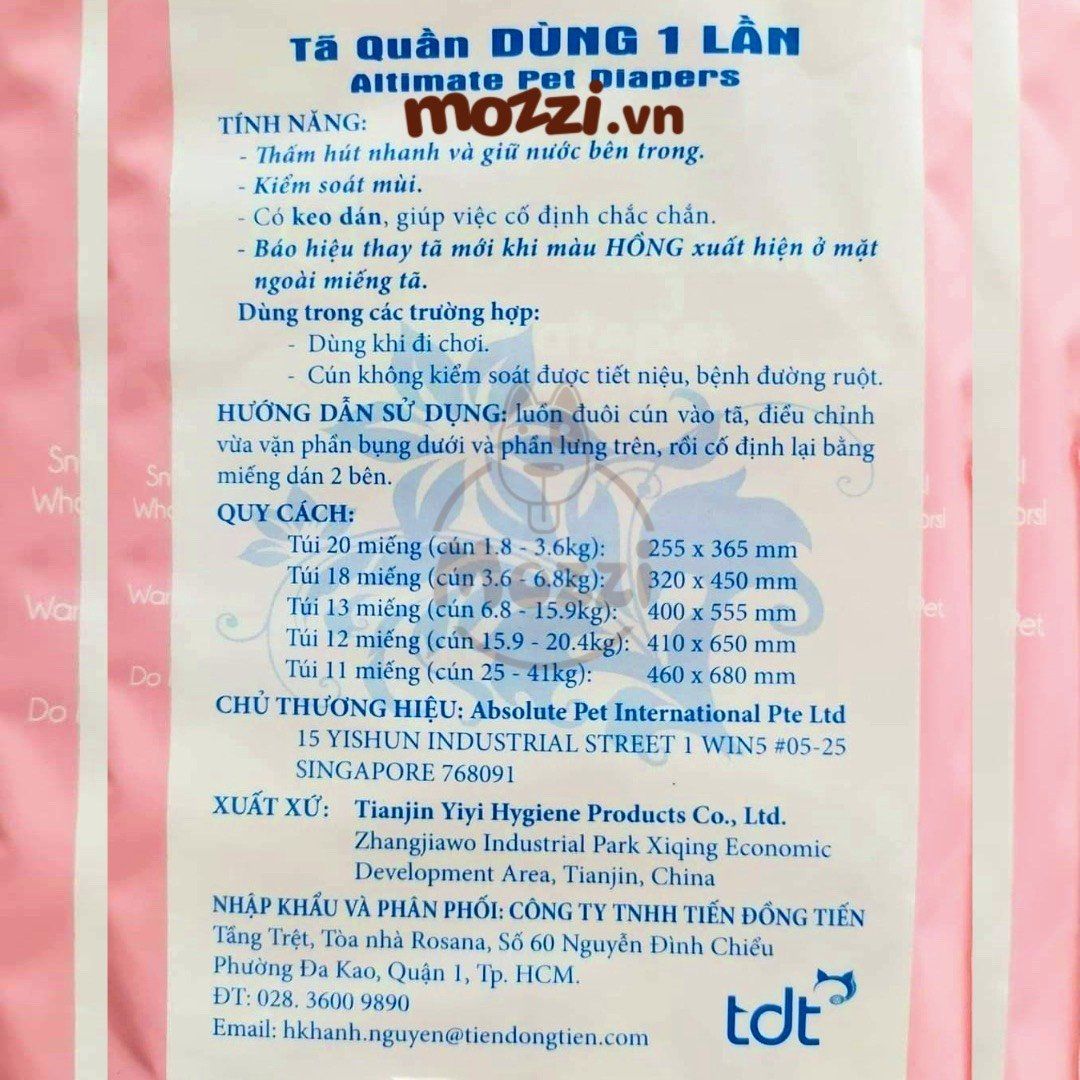 Tã Quần DÙNG 1 LẦN
Altimate Pet Diapers
mozzi.vn
TÍNH NĂNG:
- Thấm hút nhanh và giữ nước bên trong.
- Kiểm soát mùi.
- Có keo dán, giúp việc cố định chắc chắn.
- Báo hiệu thay tã mới khi màu HỒNG xuất hiện ở mặt
ngoài miếng tã.
Dùng trong các trường hợp:
- Dùng khi đi chơi.
- Cún không kiểm soát được tiết niệu, bệnh đường ruột.
HƯỚNG DẪN SỬ DỤNG: luồn đuôi cún vào tã, điều chỉnh
vừa vặn phần bụng dưới và phần lưng trên, rồi cố định lại bằng
miếng dán 2 bên.
QUY CÁCH:
Túi 20 miếng (cún 1.8 - 3.6kg): 255 x 365 mm
Túi 18 miếng (cún 3.6 - 6.8kg): 320 x 450 mm
Túi 13 miếng (cún 6.8 - 15.9kg): 400 x 555 mm
Túi 12 miếng (cún 15.9 - 20.4kg): 410 x 650 mm
Túi 11 miếng (cún 25 - 41kg): 460 x 680 mm
mozzi
CHỦ THƯƠNG HIỆU: Absolute Pet International Pte Ltd
15 YISHUN INDUSTRIAL STREET 1 WIN5 #05-25
SINGAPORE 768091
XUẤT XỨ: Tianjin Yiyi Hygiene Products Co., Ltd.
Zhangjiawo Industrial Park Xiqing Economic
Development Area, Tianjin, China
NHẬP KHẨU VÀ PHÂN PHỐI: CÔNG TY TNHH TIẾN ĐỒNG TIẾN
Tầng Trệt, Tòa nhà Rosana, Số 60 Nguyễn Đình Chiểu
Phường Đa Kao, Quận 1, Tp. HCM.
ĐT: 028. 3600 9890
Email: hkhanh.nguyen@tiendongtien.com
tdt